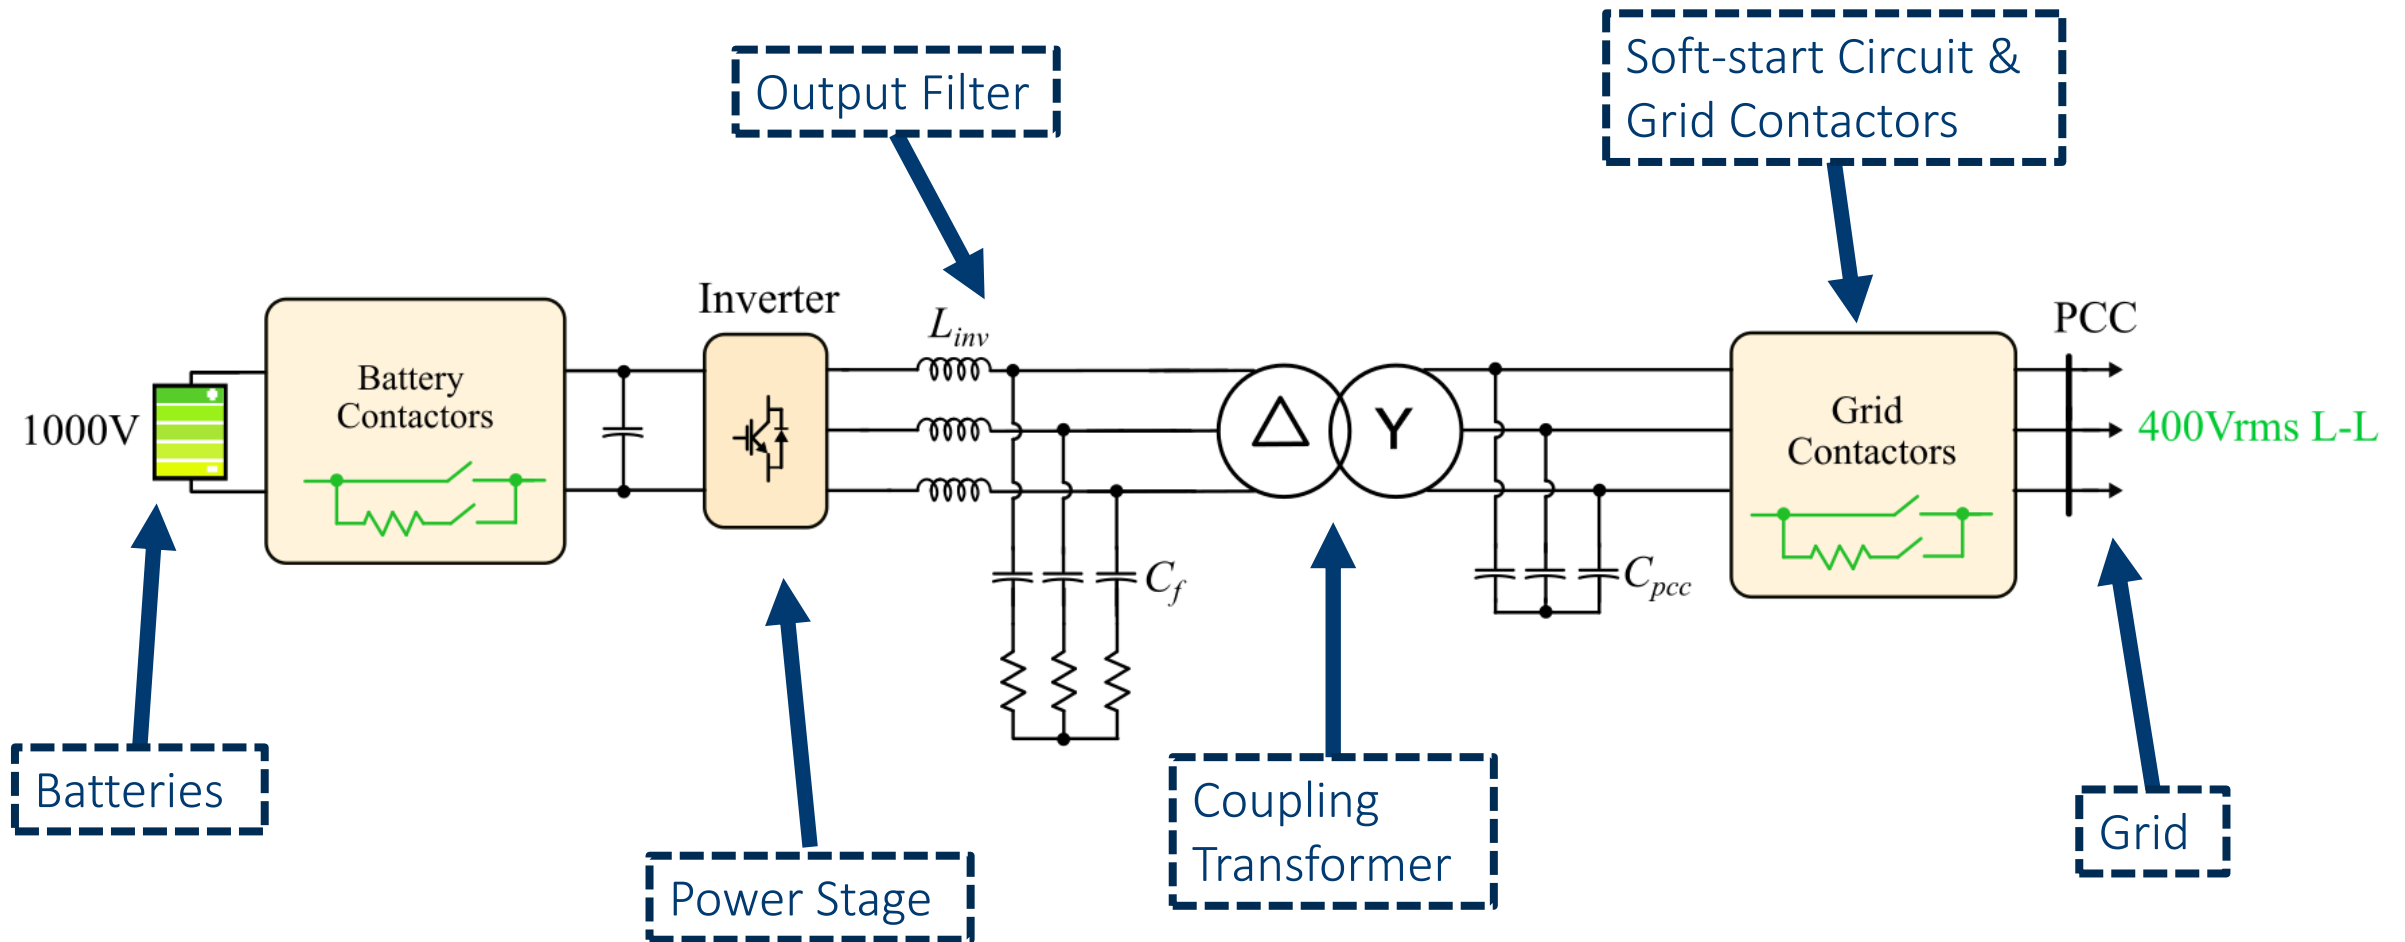 Output Filter
Soft-start Circuit &
Grid Contactors
Inverter
L_inv
PCC
1000V
Battery
Contactors
Grid
Contactors
400Vrms L-L
C_f
C_pcc
Batteries
Power Stage
Coupling
Transformer
Grid